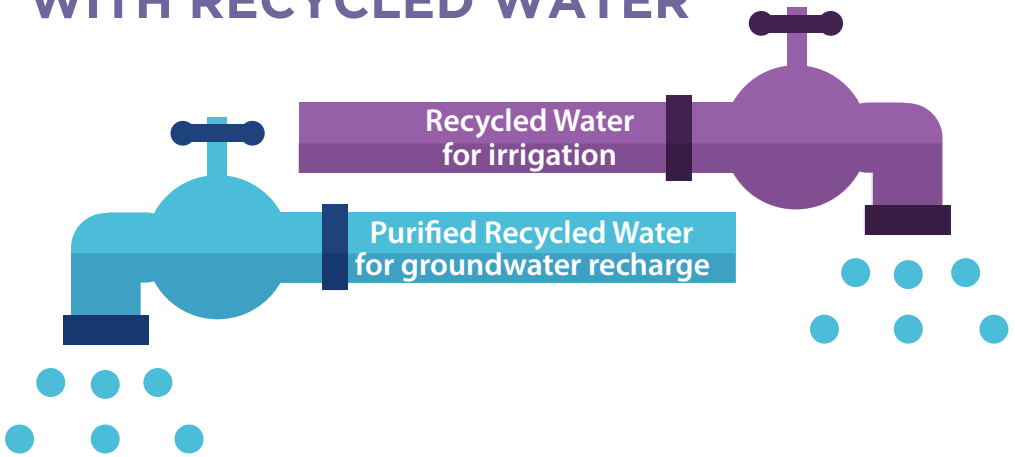 WITH RECYCLED WATER
Recycled Water
for irrigation
Purified Recycled Water
for groundwater recharge